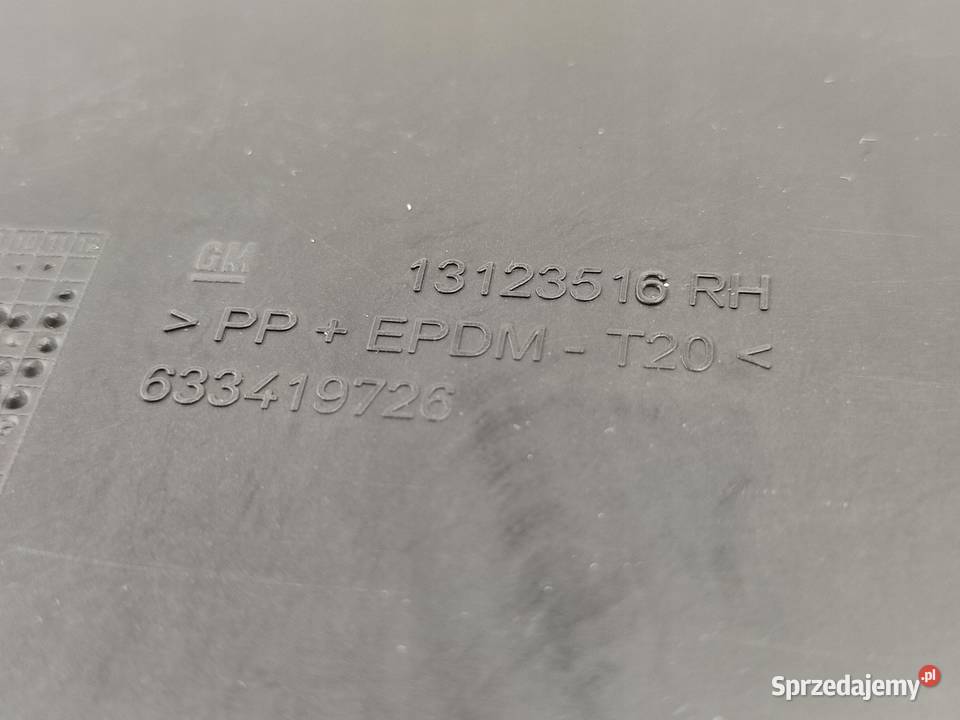 GM
13123516 RH
> PP + EPDM - T20 <
633419726
Sprzedajemy.pl